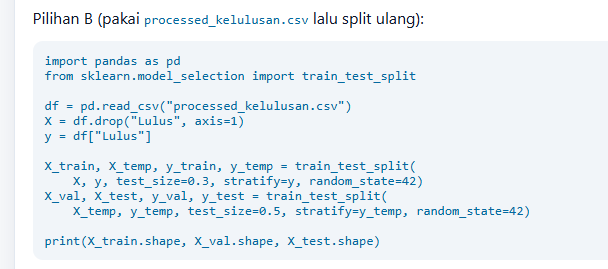 Pilihan B (pakai processed_kelulusan.csv lalu split ulang):
import pandas as pd
from sklearn.model_selection import train_test_split
df = pd.read_csv("processed_kelulusan.csv")
X = df.drop("Lulus", axis=1)
y = df["Lulus"]
X_train, X_temp, y_train, y_temp = train_test_split(
    X, y, test_size=0.3, stratify=y, random_state=42)
X_val, X_test, y_val, y_test = train_test_split(
    X_temp, y_temp, test_size=0.5, stratify=y_temp, random_state=42)
print(X_train.shape, X_val.shape, X_test.shape)